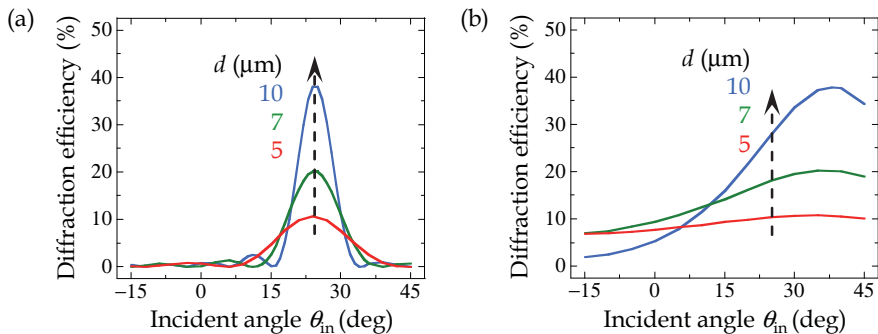 (a)
Diffraction efficiency (%)
50
40
30
20
10
0
d (μm)
10
7
5
−15 0 15 30 45
Incident angle θin (deg)
(b)
Diffraction efficiency (%)
50
40
30
20
10
0
d (μm)
10
7
5
−15 0 15 30 45
Incident angle θin (deg)